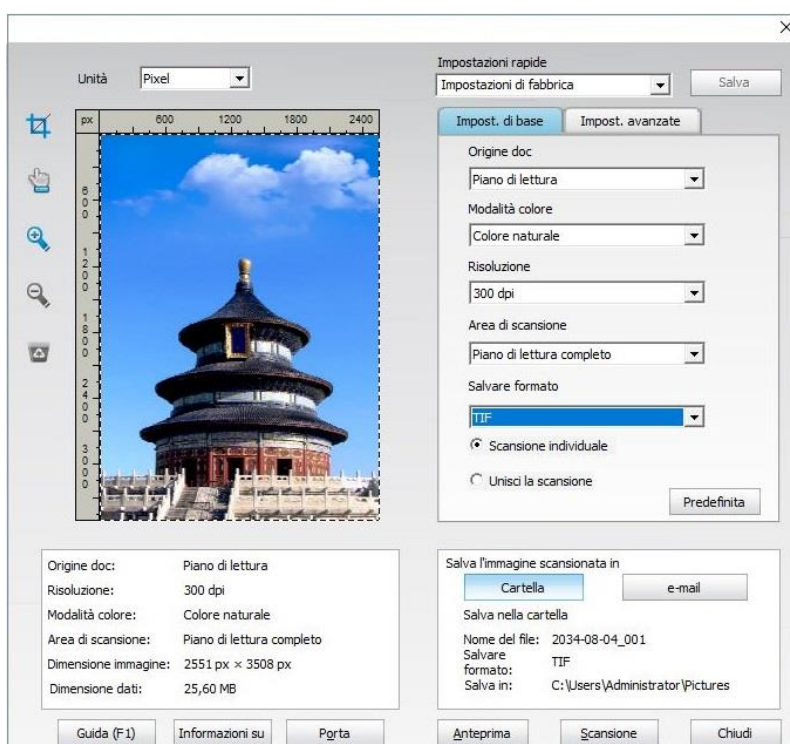 Unità
Pixel
px
600
1200
1800
2400
600
1200
1800
2400
3000
Impostazioni rapide
Impostazioni di fabbrica
Salva
Impost. di base
Impost. avanzate
Origine doc
Piano di lettura
Modalità colore
Colore naturale
Risoluzione
300 dpi
Area di scansione
Piano di lettura completo
Salvare formato
TIF
Scansione individuale
Unisci la scansione
Predefinita
Origine doc: Piano di lettura
Risoluzione: 300 dpi
Modalità colore: Colore naturale
Area di scansione: Piano di lettura completo
Dimensione immagine: 2551 px × 3508 px
Dimensione dati: 25,60 MB
Salva l'immagine scansionata in
Cartella
e-mail
Salva nella cartella
Nome del file: 2034-08-04_001
Salvare
formato: TIF
Salva in: C:\Users\Administrator\Pictures
Guida (F1)
Informazioni su
Porta
Anteprima
Scansione
Chiudi